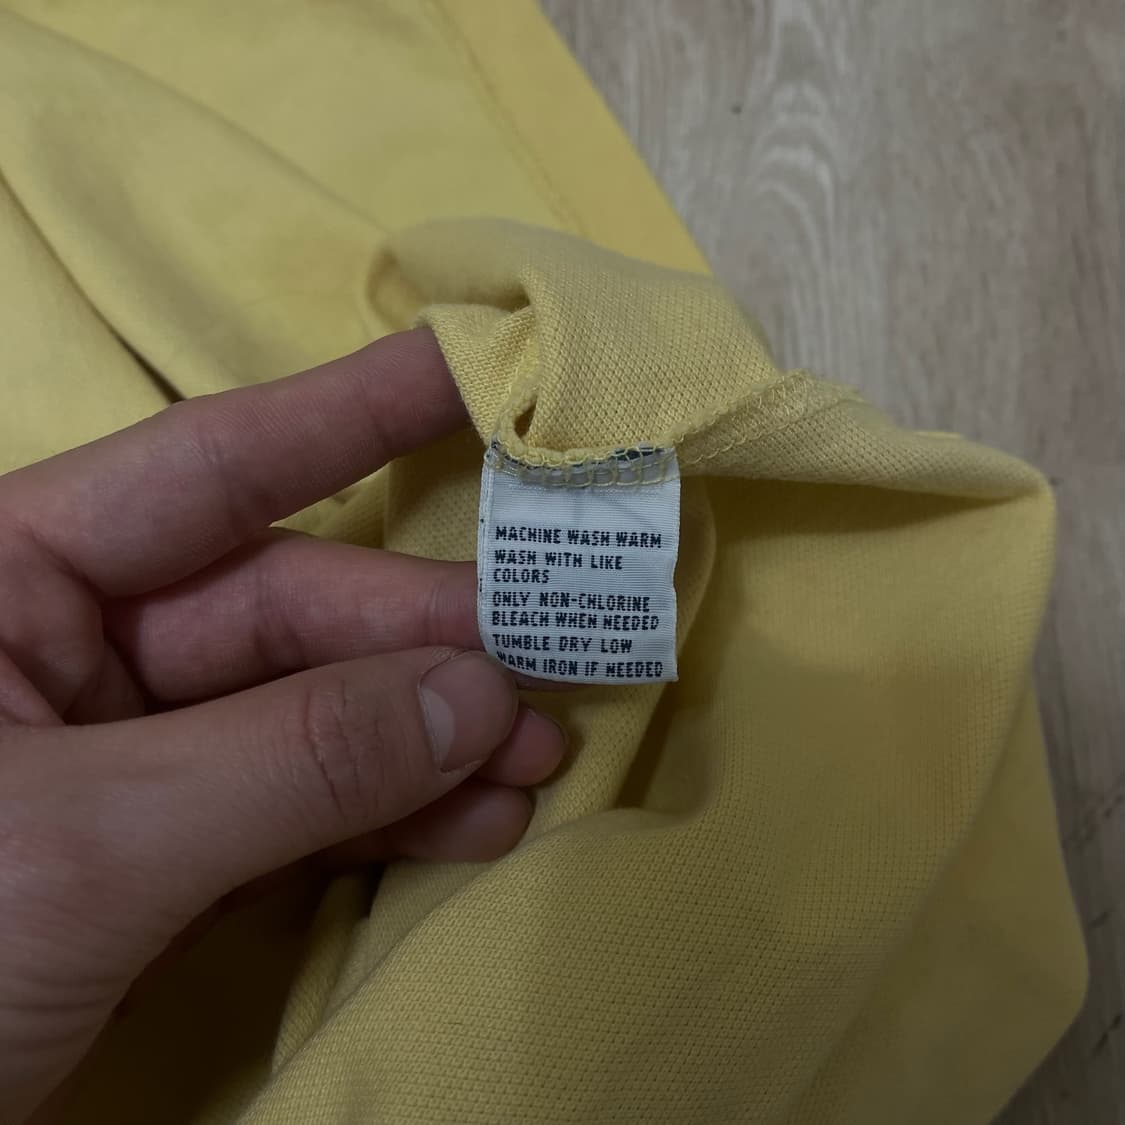 MACHINE WASH WARM
WASH WITH LIKE
COLORS
ONLY NON-CHLORINE
BLEACH WHEN NEEDED
TUMBLE DRY LOW
WARM IRON IF NEEDED